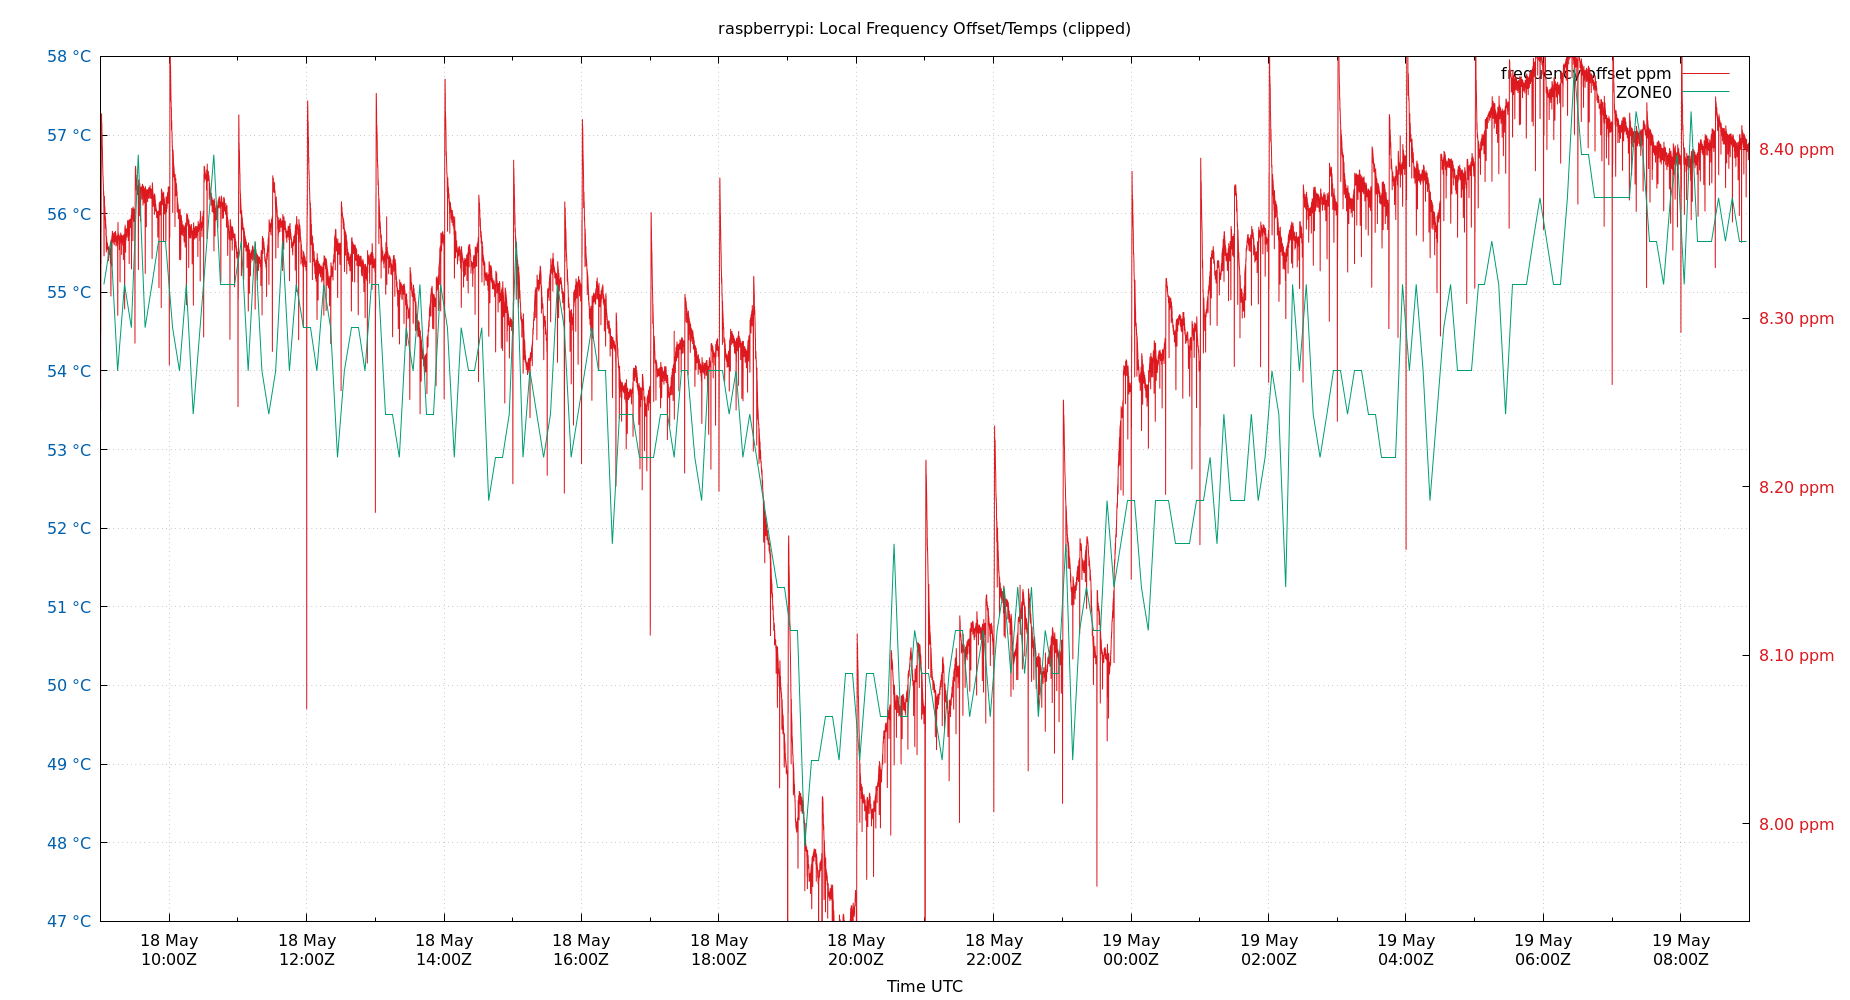 raspberrypi: Local Frequency Offset/Temps (clipped)
58 °C
57 °C
56 °C
55 °C
54 °C
53 °C
52 °C
51 °C
50 °C
49 °C
48 °C
47 °C
frequency offset ppm
ZONE0
8.40 ppm
8.30 ppm
8.20 ppm
8.10 ppm
8.00 ppm
18 May 18 May 18 May 18 May 18 May 18 May 18 May 19 May 19 May 19 May 19 May 19 May
10:00Z 12:00Z 14:00Z 16:00Z 18:00Z 20:00Z 22:00Z 00:00Z 02:00Z 04:00Z 06:00Z 08:00Z
Time UTC